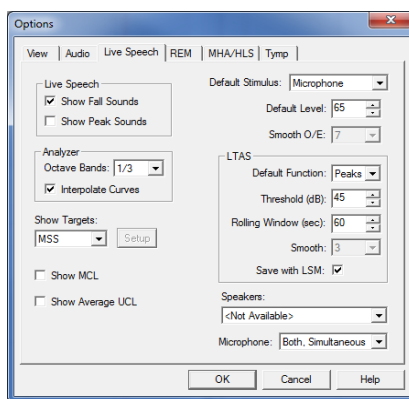 Options
View Audio Live Speech REM MHA/HLS Tymp
Live Speech
Show Fall Sounds
Show Peak Sounds
Analyzer
Octave Bands: 1/3
Interpolate Curves
Show Targets:
MSS Setup
Show MCL
Show Average UCL
Default Stimulus: Microphone
Default Level: 65
Smooth O/E: 7
LTAS
Default Function: Peaks
Threshold (dB): 45
Rolling Window (sec): 60
Smooth: 3
Save with LSM:
Speakers:
<Not Available>
Microphone: Both, Simultaneous
OK Cancel Help